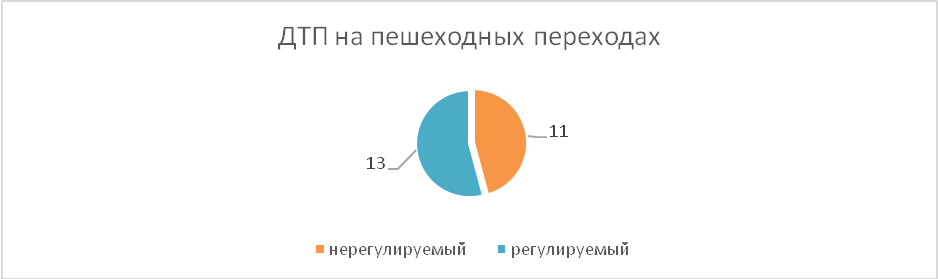 ДТП на пешеходных переходах
11
13
нерегулируемый
регулируемый